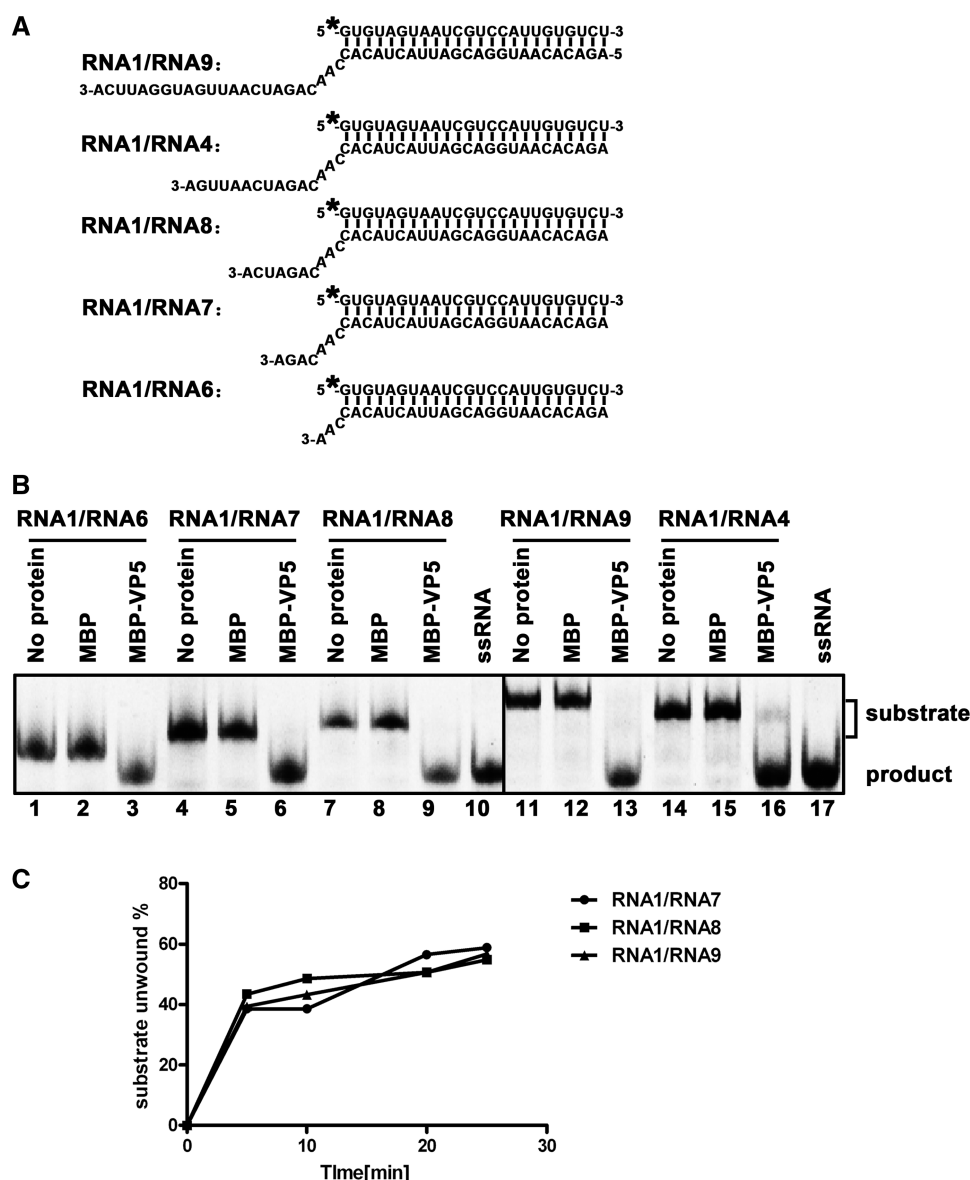 A
5*-GUGUAGUAAUCGUCCAUUGUGUCU-3
RNA1/RNA9:
CACAUCAUUAGCAGGUAACACAGA-5
3-ACUUAGGUAGUUAACUAGACAAC
5*-GUGUAGUAAUCGUCCAUUGUGUCU-3
RNA1/RNA4:
CACAUCAUUAGCAGGUAACACAGA
3-AGUUAACUAGACAAC
5*-GUGUAGUAAUCGUCCAUUGUGUCU-3
RNA1/RNA8:
CACAUCAUUAGCAGGUAACACAGA
3-ACUAGACAAC
5*-GUGUAGUAAUCGUCCAUUGUGUCU-3
RNA1/RNA7:
CACAUCAUUAGCAGGUAACACAGA
3-AGACAAC
5*-GUGUAGUAAUCGUCCAUUGUGUCU-3
RNA1/RNA6:
CACAUCAUUAGCAGGUAACACAGA
3-AAC
B
RNA1/RNA6 RNA1/RNA7 RNA1/RNA8 RNA1/RNA9 RNA1/RNA4
No protein MBP MBP-VP5 No protein MBP MBP-VP5 No protein MBP MBP-VP5 ssRNA No protein MBP MBP-VP5 No protein MBP MBP-VP5 ssRNA
substrate
product
1 2 3 4 5 6 7 8 9 10 11 12 13 14 15 16 17
C
substrate unwound %
80
60
40
20
0
0 10 20 30
TIme[min]
RNA1/RNA7
RNA1/RNA8
RNA1/RNA9